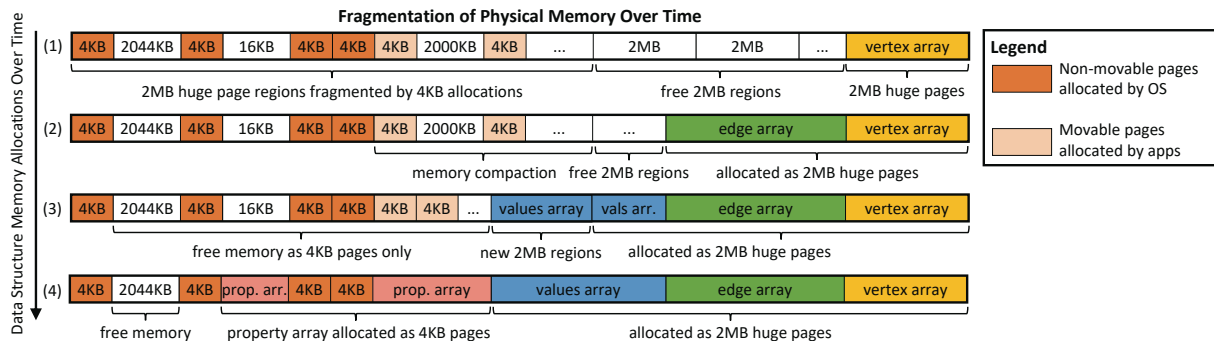 Fragmentation of Physical Memory Over Time
Data Structure Memory Allocations Over Time
(1) 4KB 2044KB 4KB 16KB 4KB 4KB 4KB 2000KB 4KB ... 2MB 2MB ... vertex array
2MB huge page regions fragmented by 4KB allocations free 2MB regions 2MB huge pages
(2) 4KB 2044KB 4KB 16KB 4KB 4KB 4KB 2000KB 4KB ... ... edge array vertex array
memory compaction free 2MB regions allocated as 2MB huge pages
(3) 4KB 2044KB 4KB 16KB 4KB 4KB 4KB 4KB ... values array vals arr. edge array vertex array
free memory as 4KB pages only new 2MB regions allocated as 2MB huge pages
(4) 4KB 2044KB 4KB prop. arr. 4KB 4KB prop. array values array edge array vertex array
free memory property array allocated as 4KB pages allocated as 2MB huge pages
Legend
Non-movable pages
allocated by OS
Movable pages
allocated by apps